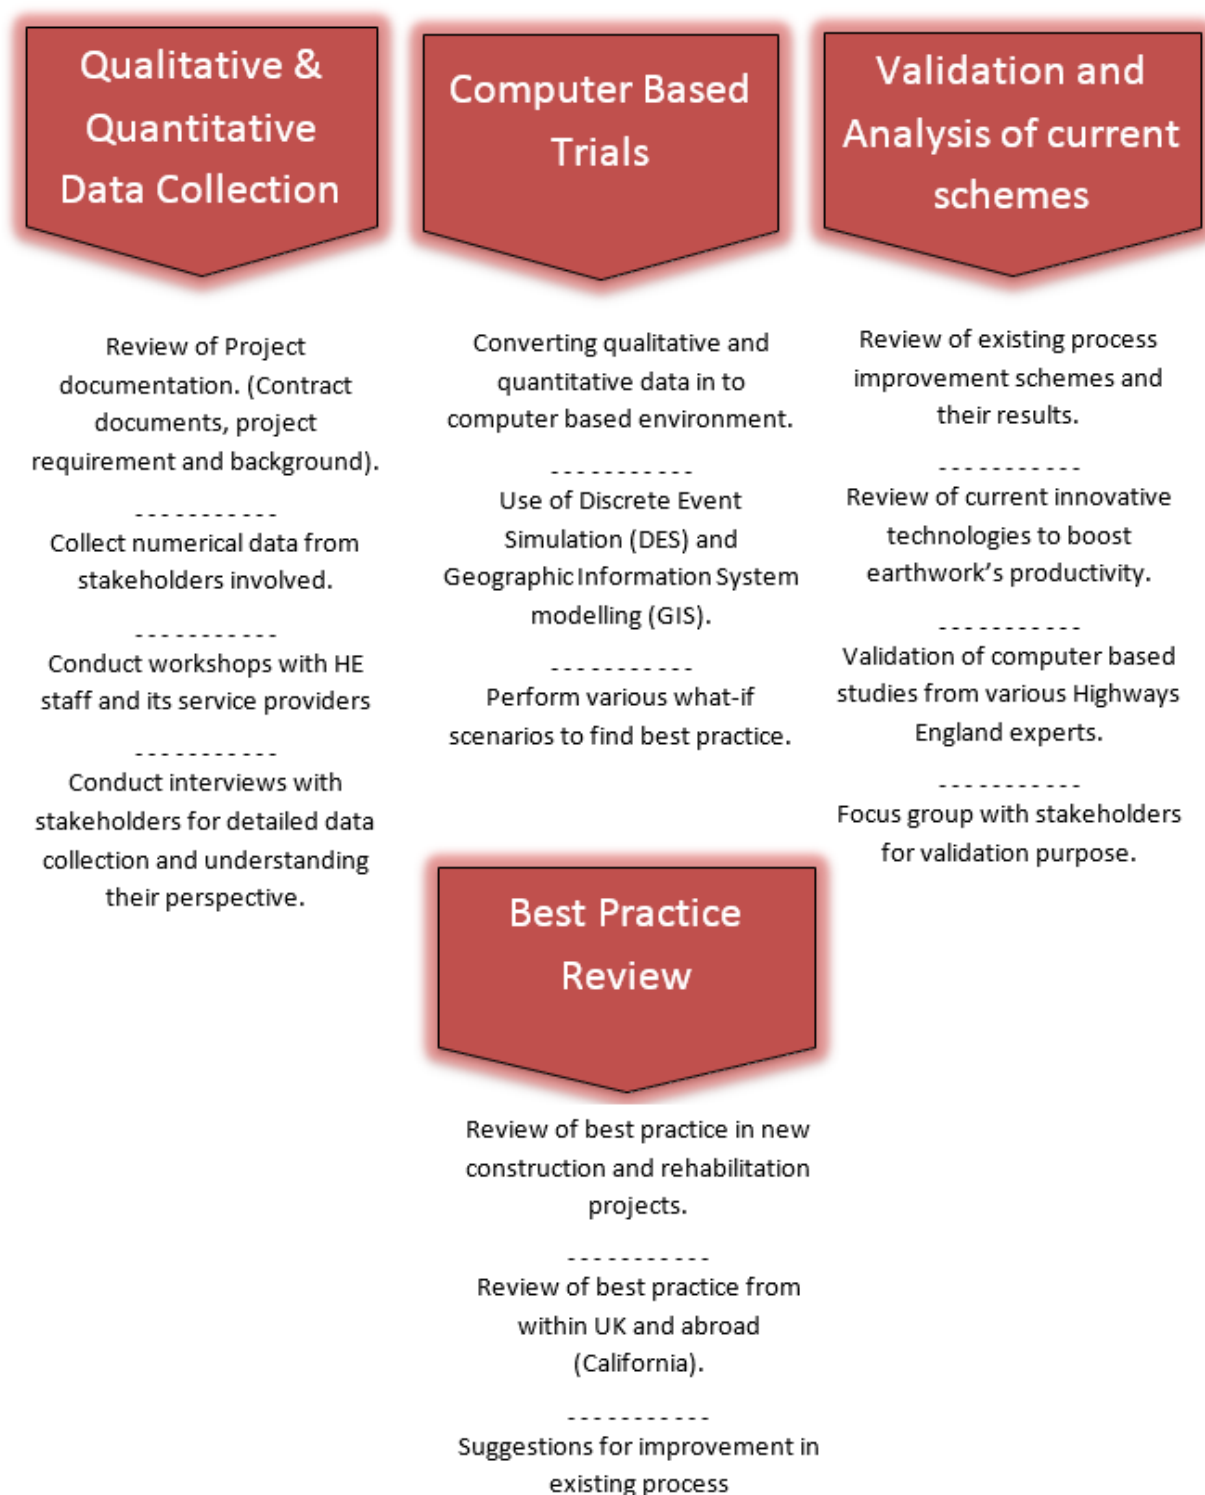 Qualitative &
Quantitative
Data Collection
Review of Project
documentation. (Contract
documents, project
requirement and background).
- - - - - - - - - - -
Collect numerical data from
stakeholders involved.
- - - - - - - - - - -
Conduct workshops with HE
staff and its service providers
- - - - - - - - - - -
Conduct interviews with
stakeholders for detailed data
collection and understanding
their perspective.
Computer Based
Trials
Converting qualitative and
quantitative data in to
computer based environment.
- - - - - - - - - - -
Use of Discrete Event
Simulation (DES) and
Geographic Information System
modelling (GIS).
- - - - - - - - - - -
Perform various what-if
scenarios to find best practice.
Validation and
Analysis of current
schemes
Review of existing process
improvement schemes and
their results.
- - - - - - - - - - -
Review of current innovative
technologies to boost
earthwork’s productivity.
- - - - - - - - - - -
Validation of computer based
studies from various Highways
England experts.
- - - - - - - - - - -
Focus group with stakeholders
for validation purpose.
Best Practice
Review
Review of best practice in new
construction and rehabilitation
projects.
- - - - - - - - - - -
Review of best practice from
within UK and abroad
(California).
- - - - - - - - - - -
Suggestions for improvement in
existing process